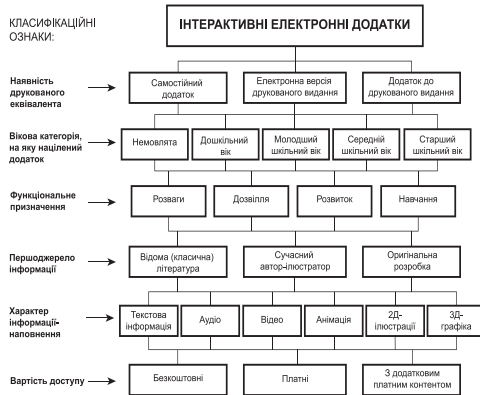 КЛАСИФІКАЦІЙНІ
ОЗНАКИ:
ІНТЕРАКТИВНІ ЕЛЕКТРОННІ ДОДАТКИ
Наявність
друкованого
еквівалента
Самостійний
додаток
Електронна версія
друкованого видання
Додаток до
друкованого видання
Вікова категорія,
на яку націлений
додаток
Немовлята
Дошкільний
вік
Молодший
шкільний вік
Середній
шкільний вік
Старший
шкільний вік
Функціональне
призначення
Розваги
Дозвілля
Розвиток
Навчання
Першоджерело
інформації
Відома (класична)
література
Сучасний
автор-ілюстратор
Оригінальна
розробка
Характер
інформації-
наповнення
Текстова
інформація
Аудіо
Відео
Анімація
2Д-
ілюстрації
3Д-
графіка
Вартість доступу
Безкоштовні
Платні
З додатковим
платним контентом